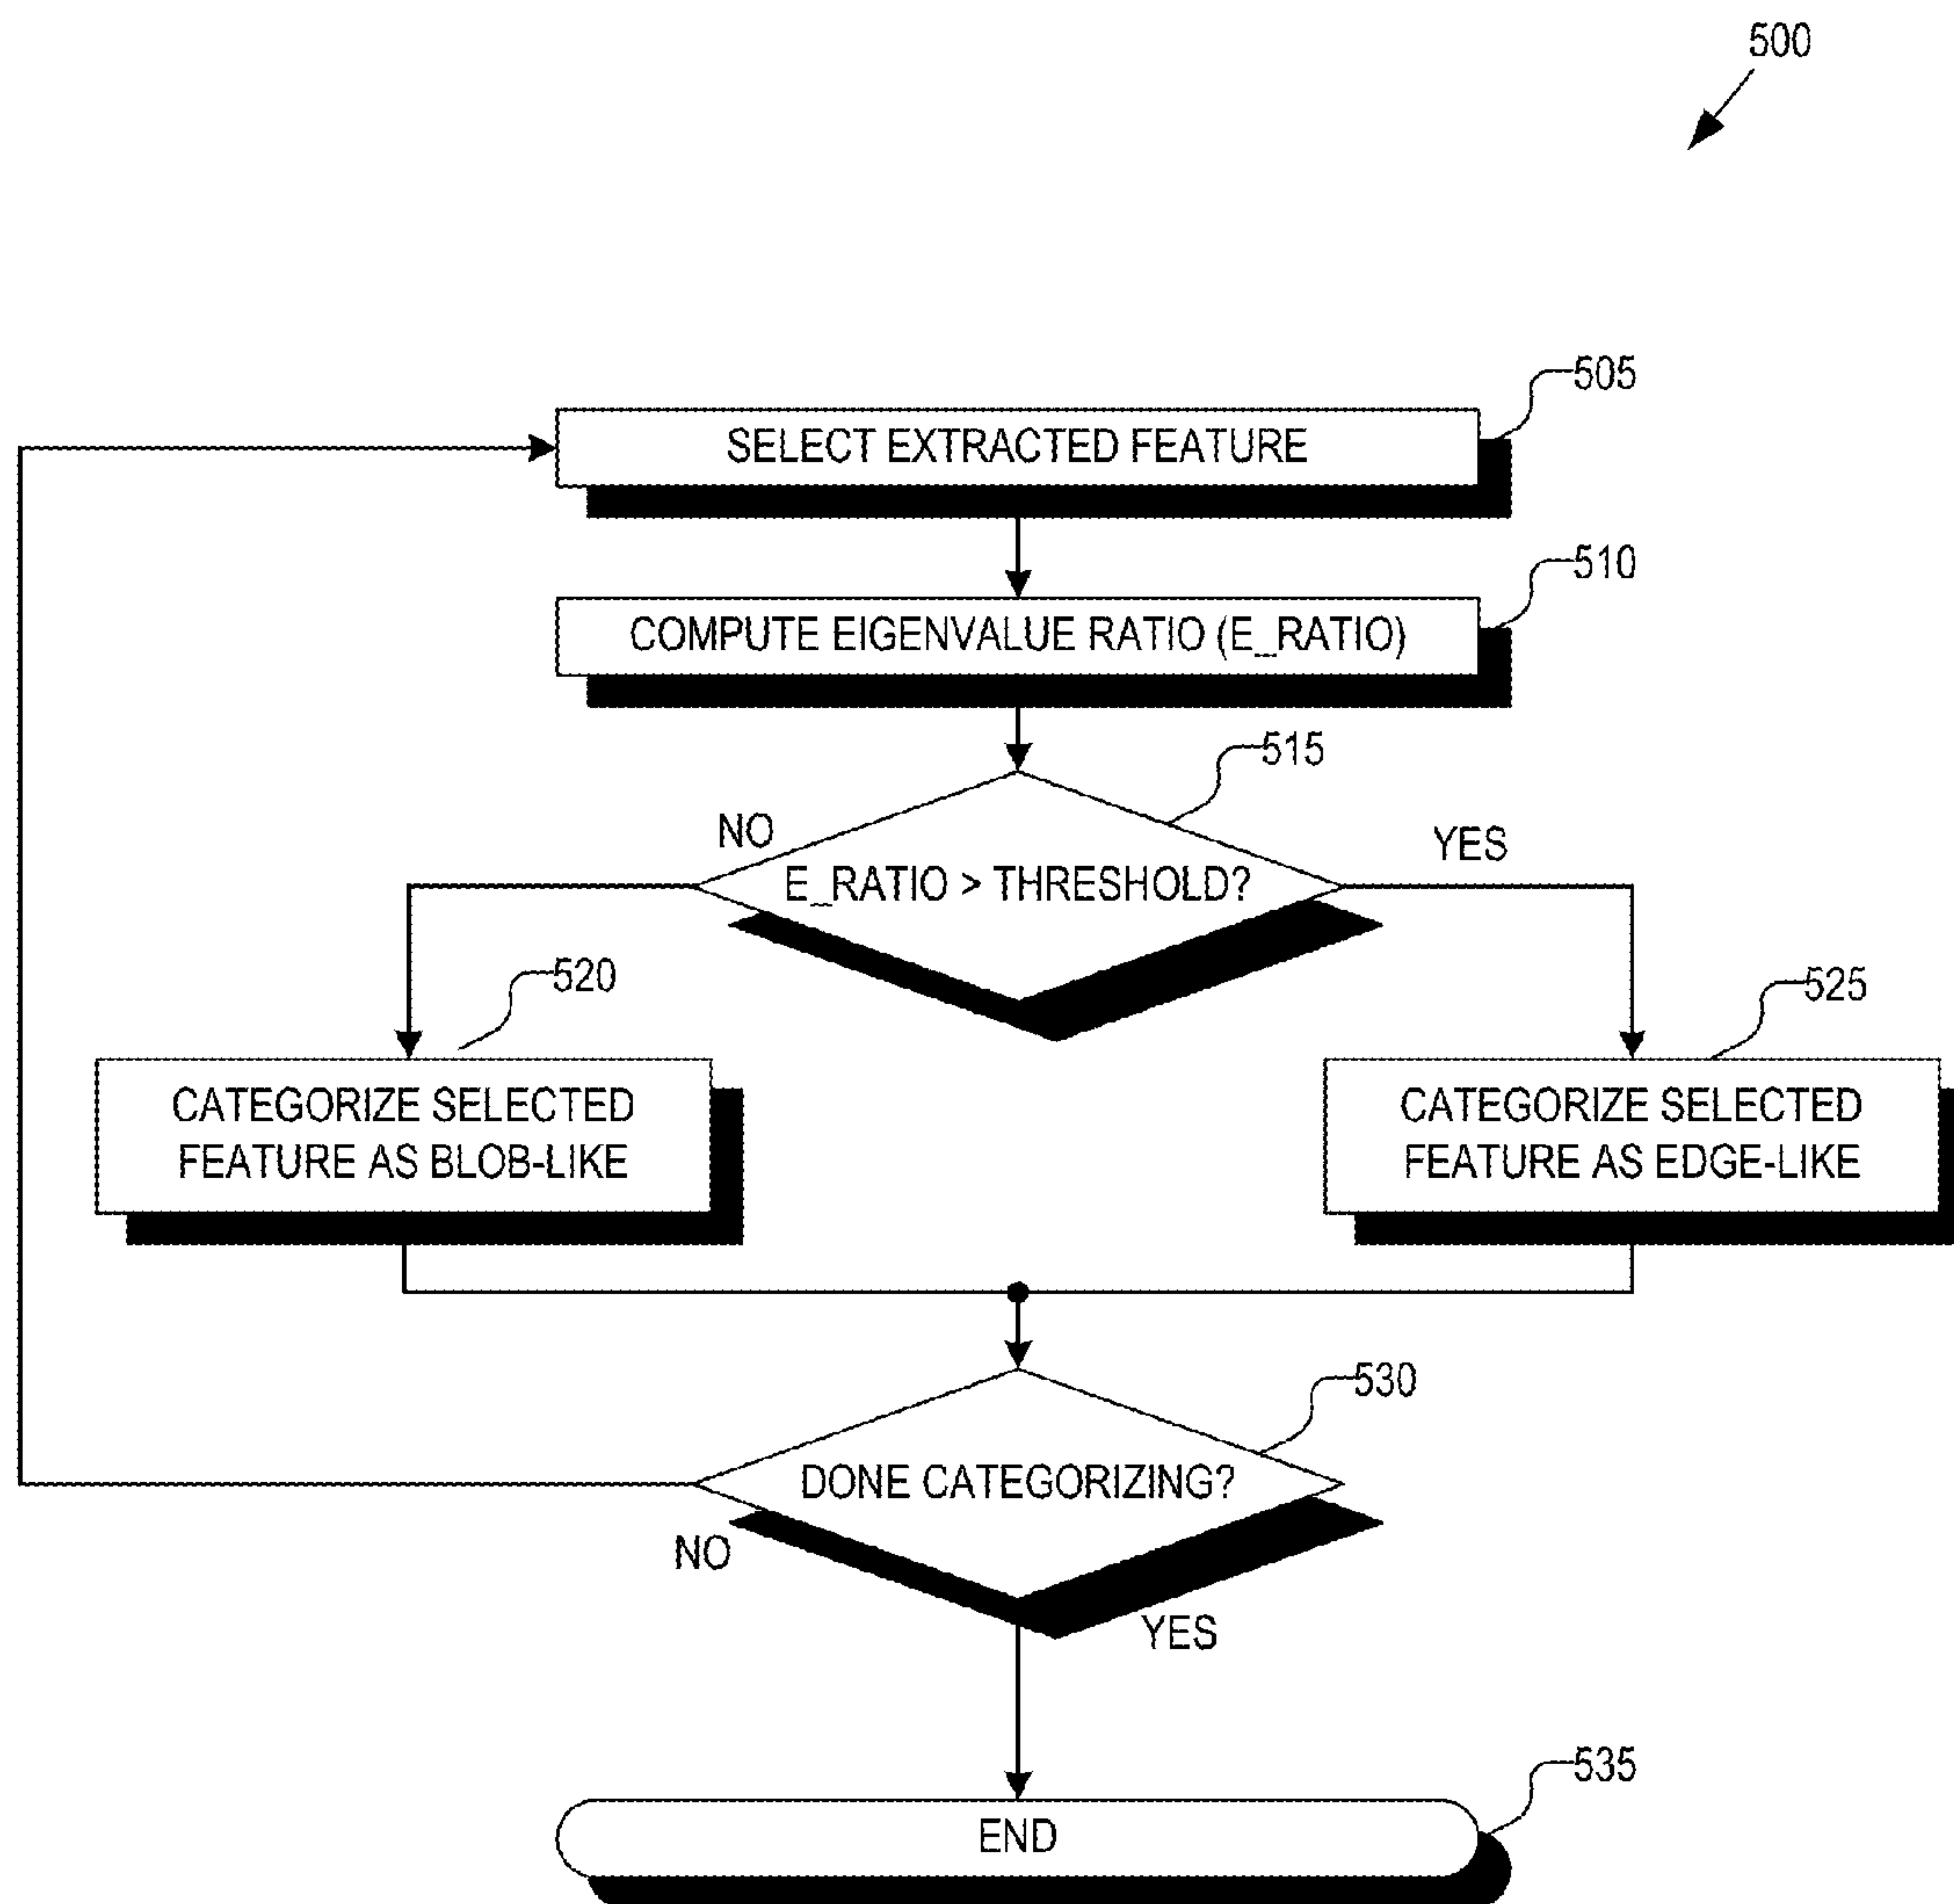 500
505
SELECT EXTRACTED FEATURE
510
COMPUTE EIGENVALUE RATIO (E_RATIO)
515
NO
YES
E_RATIO > THRESHOLD?
520
525
CATEGORIZE SELECTED
FEATURE AS BLOB-LIKE
CATEGORIZE SELECTED
FEATURE AS EDGE-LIKE
530
DONE CATEGORIZING?
NO
YES
535
END